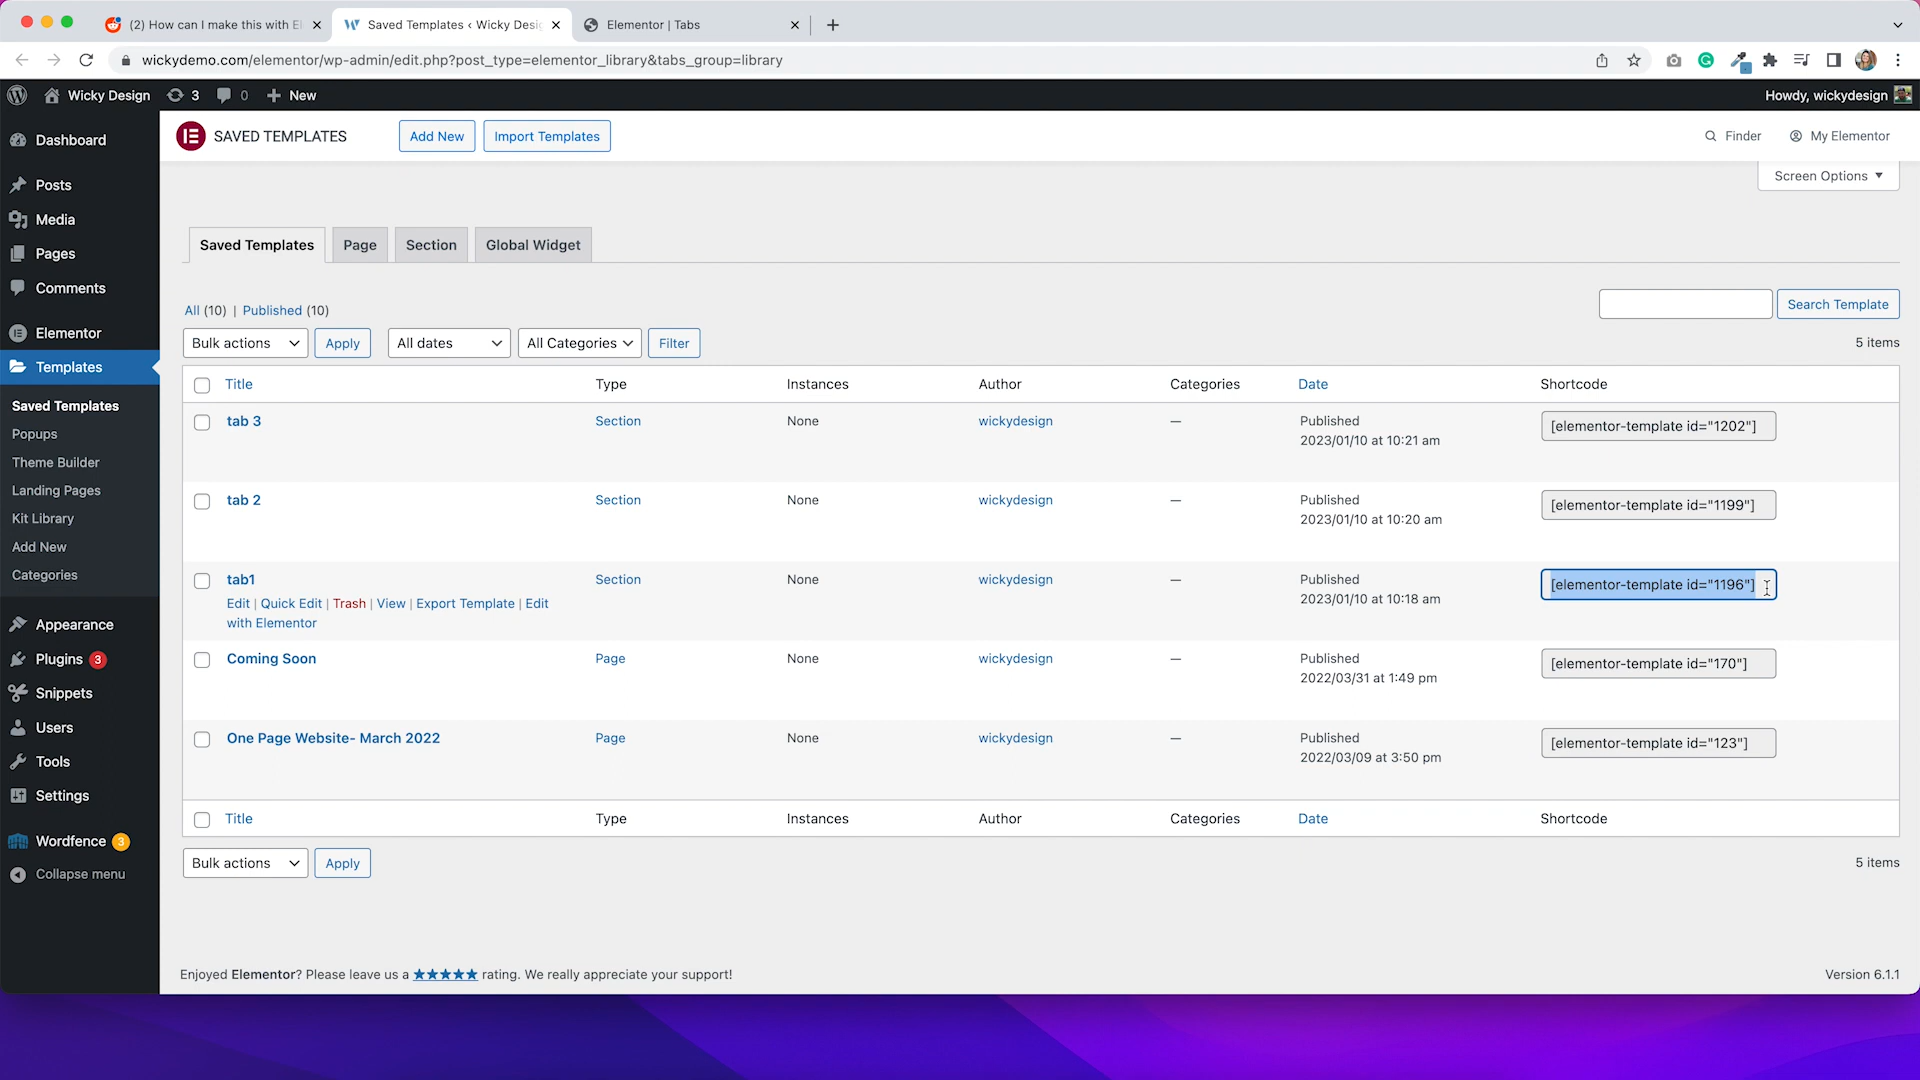 (2) How can I make this with El
Saved Templates ‹ Wicky Desi
Elementor | Tabs
wickydemo.com/elementor/wp-admin/edit.php?post_type=elementor_library&tabs_group=library
Wicky Design 3 0 New
Howdy, wickydesign
Dashboard
Posts
Media
Pages
Comments
Elementor
Templates
Saved Templates
Popups
Theme Builder
Landing Pages
Kit Library
Add New
Categories
Appearance
Plugins 3
Snippets
Users
Tools
Settings
Wordfence 3
Collapse menu
SAVED TEMPLATES Add New Import Templates
Finder My Elementor
Screen Options
Saved Templates Page Section Global Widget
All (10) | Published (10)
Search Template
Bulk actions Apply All dates All Categories Filter
5 items
Title Type Instances Author Categories Date Shortcode
tab 3 Section None wickydesign — Published [elementor-template id="1202"]
2023/01/10 at 10:21 am
tab 2 Section None wickydesign — Published [elementor-template id="1199"]
2023/01/10 at 10:20 am
tab1 Section None wickydesign — Published [elementor-template id="1196"]
2023/01/10 at 10:18 am
Edit | Quick Edit | Trash | View | Export Template | Edit
with Elementor
Coming Soon Page None wickydesign — Published [elementor-template id="170"]
2022/03/31 at 1:49 pm
One Page Website- March 2022 Page None wickydesign — Published [elementor-template id="123"]
2022/03/09 at 3:50 pm
Title Type Instances Author Categories Date Shortcode
Bulk actions Apply
5 items
Enjoyed Elementor? Please leave us a ★★★★★ rating. We really appreciate your support!
Version 6.1.1